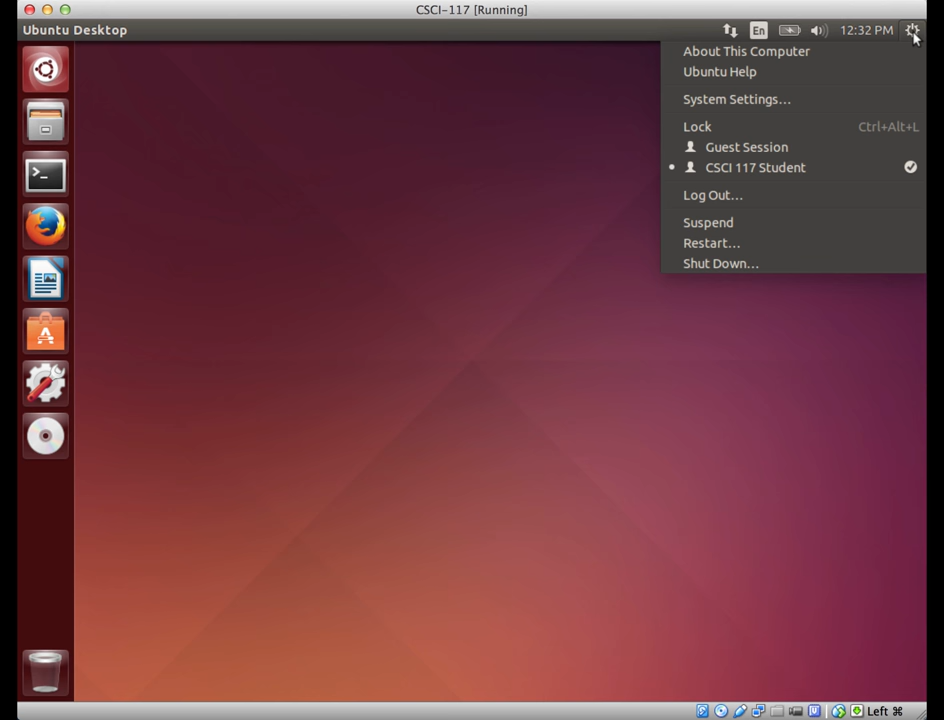 CSCI-117 [Running]
Ubuntu Desktop
En
12:32 PM
About This Computer
Ubuntu Help
System Settings...
Lock Ctrl+Alt+L
Guest Session
CSCI 117 Student
Log Out...
Suspend
Restart...
Shut Down...
Left ⌘